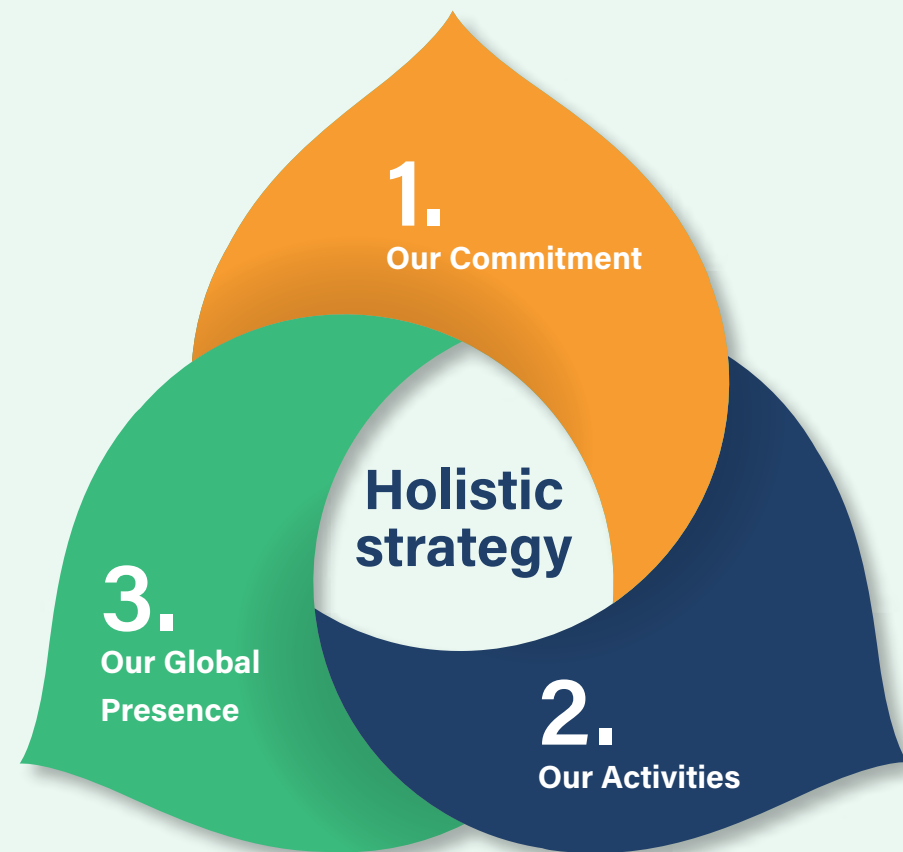 1.
Our Commitment
Holistic
strategy
2.
Our Activities
3.
Our Global
Presence